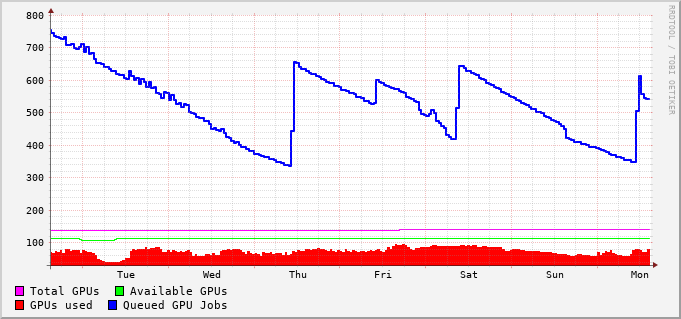 800
700
600
500
400
300
200
100
Tue Wed Thu Fri Sat Sun Mon
Total GPUs Available GPUs
GPUs used Queued GPU Jobs
RRDTOOL / TOBI OETIKER